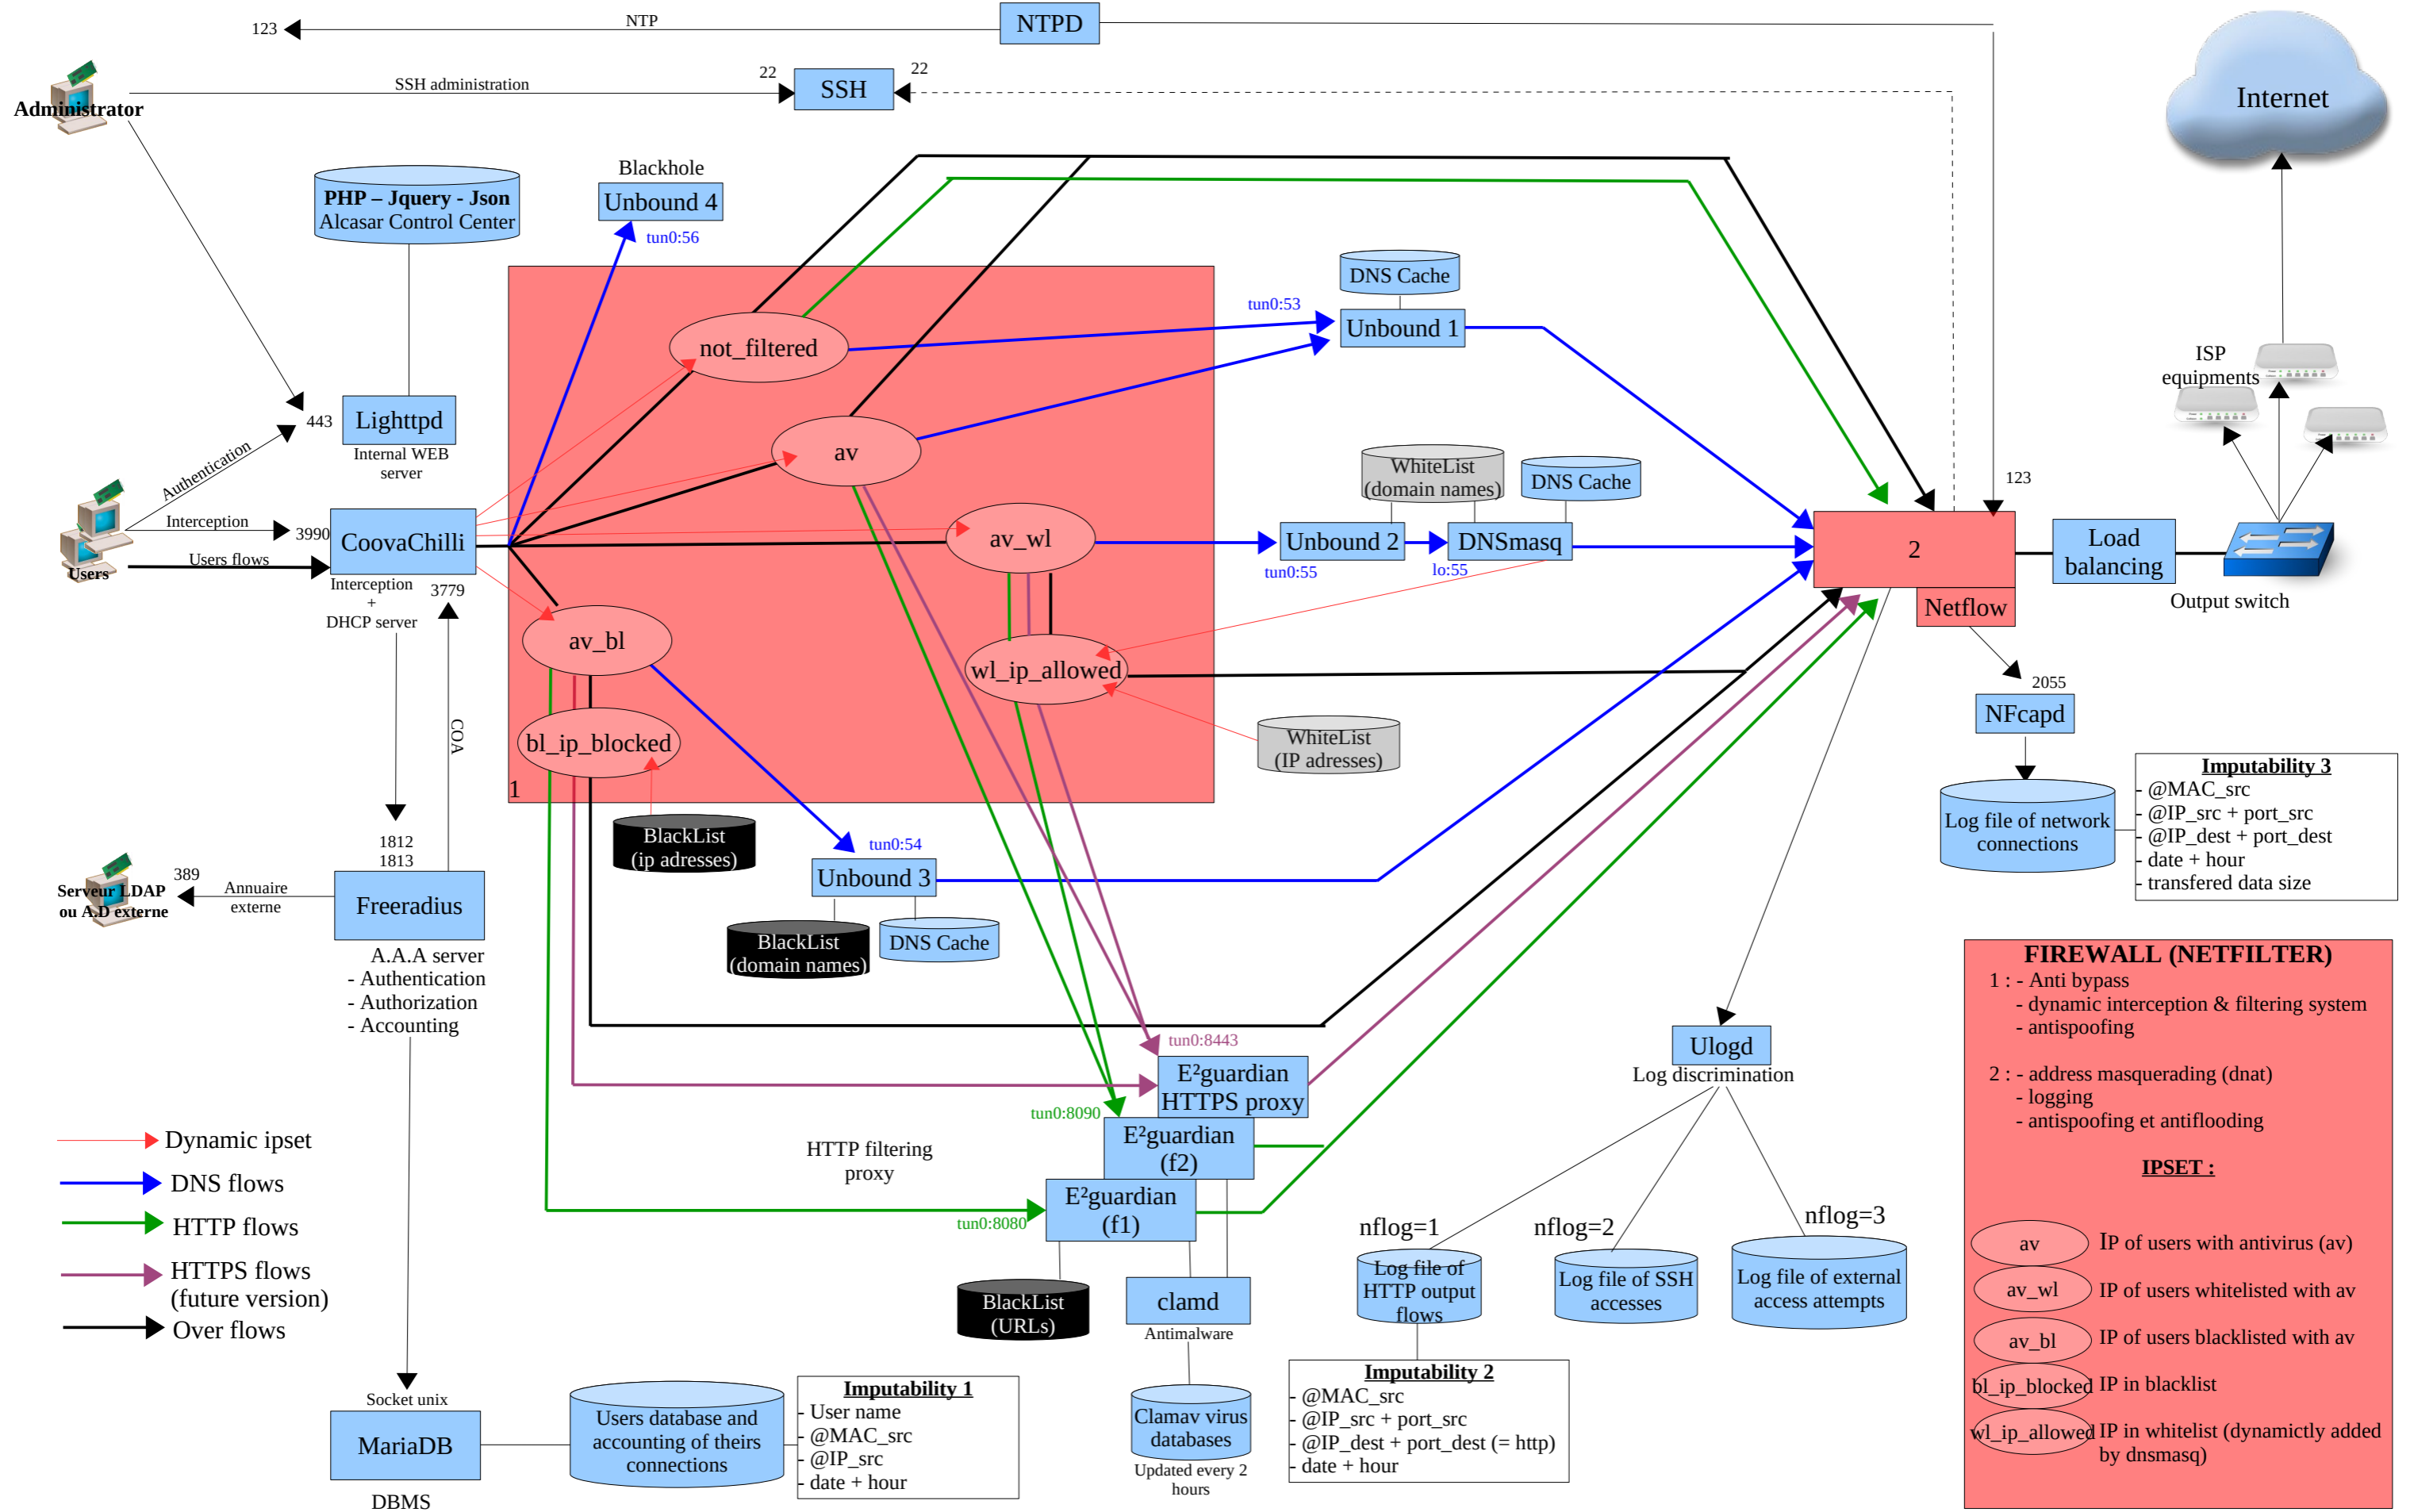 NTP
NTPD
123
22
22
SSH administration
SSH
Administrator
Internet
Blackhole
Unbound 4
tun0:56
PHP – Jquery - Json
Alcasar Control Center
DNS Cache
tun0:53
Unbound 1
not_filtered
ISP
equipments
443
Lighttpd
Internal WEB
server
av
Authentication
WhiteList
(domain names)
DNS Cache
123
Interception
3990
CoovaChilli
Users flows
Users
Interception
+
DHCP server
3779
av_wl
Unbound 2
tun0:55
DNSmasq
lo:55
2
Netflow
Load
balancing
Output switch
av_bl
wl_ip_allowed
2055
NFcapd
COA
bl_ip_blocked
1
WhiteList
(IP adresses)
Imputability 3
- @MAC_src
- @IP_src + port_src
- @IP_dest + port_dest
- date + hour
- transfered data size
Log file of network
connections
BlackList
(ip adresses)
1812
1813
tun0:54
Unbound 3
389
Serveur LDAP
ou A.D externe
Annuaire
externe
Freeradius
BlackList
(domain names)
DNS Cache
A.A.A server
- Authentication
- Authorization
- Accounting
FIREWALL (NETFILTER)
1 : - Anti bypass
- dynamic interception & filtering system
- antispoofing
2 : - address masquerading (dnat)
- logging
- antispoofing et antiflooding
IPSET :
av
IP of users with antivirus (av)
av_wl
IP of users whitelisted with av
av_bl
IP of users blacklisted with av
bl_ip_blocked
IP in blacklist
wl_ip_allowed
IP in whitelist (dynamictly added
by dnsmasq)
tun0:8443
E²guardian
HTTPS proxy
tun0:8090
E²guardian
(f2)
HTTP filtering
proxy
E²guardian
(f1)
tun0:8080
Ulogd
Log discrimination
Dynamic ipset
DNS flows
HTTP flows
HTTPS flows
(future version)
Over flows
nflog=1
nflog=2
nflog=3
Log file of
HTTP output
flows
Log file of SSH
accesses
Log file of external
access attempts
BlackList
(URLs)
clamd
Antimalware
Clamav virus
databases
Updated every 2
hours
Imputability 2
- @MAC_src
- @IP_src + port_src
- @IP_dest + port_dest (= http)
- date + hour
Socket unix
MariaDB
DBMS
Users database and
accounting of theirs
connections
Imputability 1
- User name
- @MAC_src
- @IP_src
- date + hour